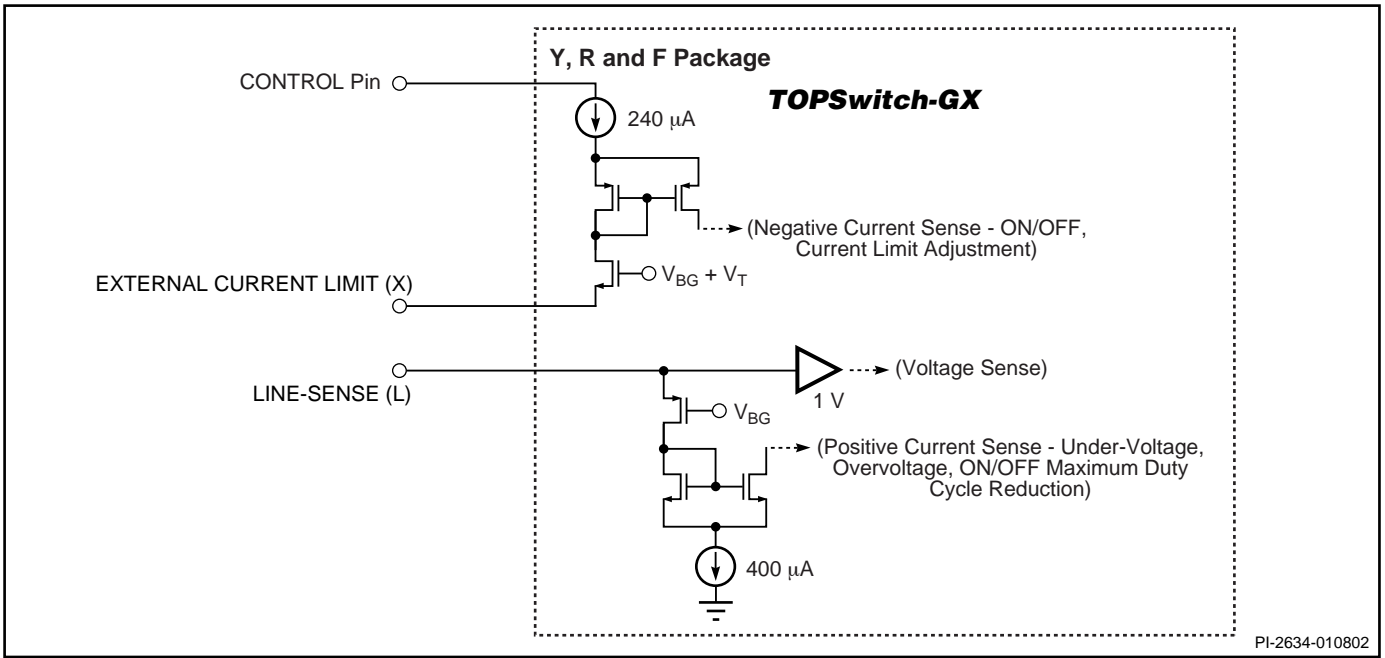 Y, R and F Package
CONTROL Pin
TOPSwitch-GX
240 μA
(Negative Current Sense - ON/OFF,
Current Limit Adjustment)
VBG + VT
EXTERNAL CURRENT LIMIT (X)
(Voltage Sense)
LINE-SENSE (L)
1 V
VBG
(Positive Current Sense - Under-Voltage,
Overvoltage, ON/OFF Maximum Duty
Cycle Reduction)
400 μA
PI-2634-010802